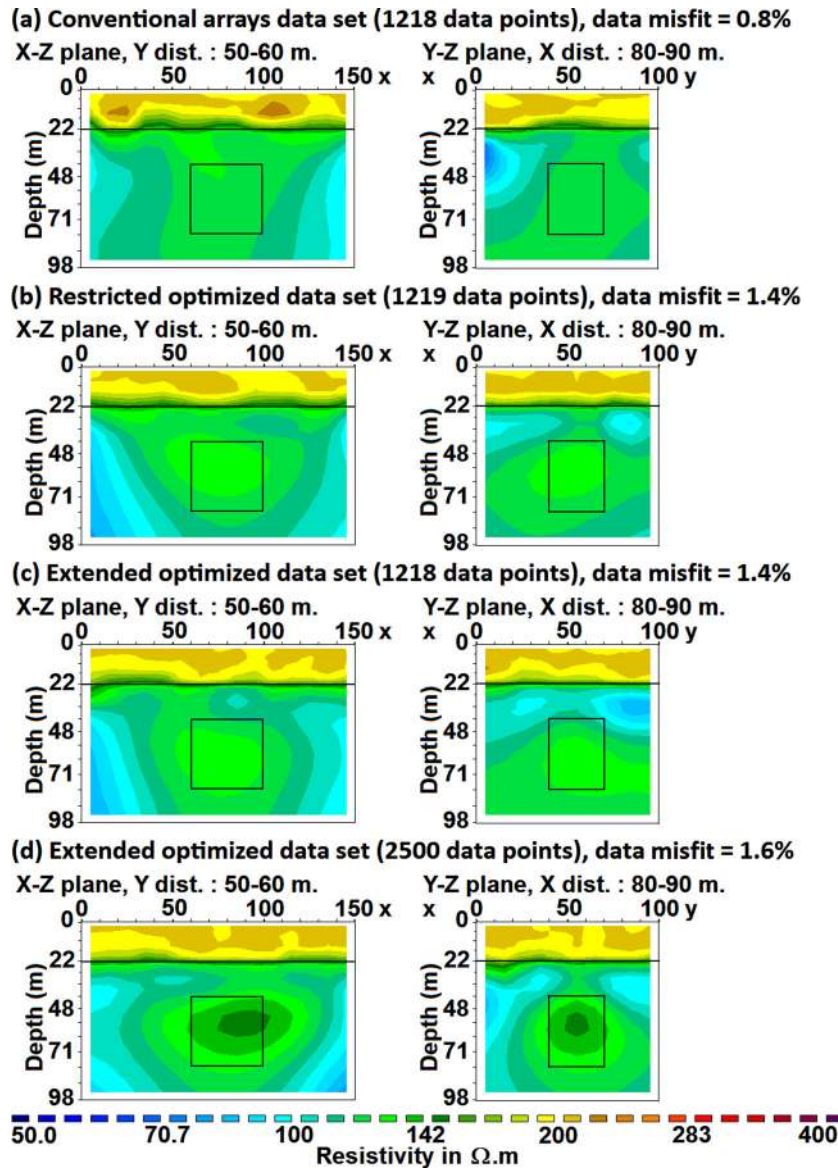 (a) Conventional arrays data set (1218 data points), data misfit = 0.8%
X-Z plane, Y dist. : 50-60 m. Y-Z plane, X dist. : 80-90 m.
0 50 100 150 x x 0 50 100 y
0
22
48
71
98
Depth (m)
22
48
71
98
Depth (m)
(b) Restricted optimized data set (1219 data points), data misfit = 1.4%
X-Z plane, Y dist. : 50-60 m. Y-Z plane, X dist. : 80-90 m.
0 50 100 150 x x 0 50 100 y
0
22
48
71
98
Depth (m)
22
48
71
98
Depth (m)
(c) Extended optimized data set (1218 data points), data misfit = 1.4%
X-Z plane, Y dist. : 50-60 m. Y-Z plane, X dist. : 80-90 m.
0 50 100 150 x x 0 50 100 y
0
22
48
71
98
Depth (m)
22
48
71
98
Depth (m)
(d) Extended optimized data set (2500 data points), data misfit = 1.6%
X-Z plane, Y dist. : 50-60 m. Y-Z plane, X dist. : 80-90 m.
0 50 100 150 x x 0 50 100 y
0
22
48
71
98
Depth (m)
22
48
71
98
Depth (m)
50.0 70.7 100 142 200 283 400
Resistivity in Ω.m